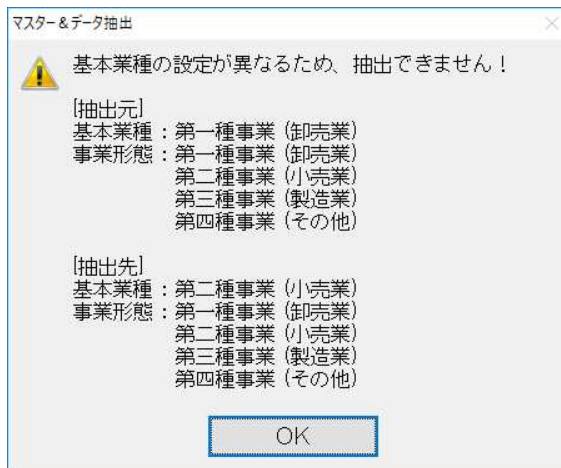 マスター&データ抽出
基本業種の設定が異なるため、抽出できません！
[抽出元]
基本業種：第一種事業 (卸売業)
事業形態：第一種事業 (卸売業)
第二種事業 (小売業)
第三種事業 (製造業)
第四種事業 (その他)
[抽出先]
基本業種：第二種事業 (小売業)
事業形態：第一種事業 (卸売業)
第二種事業 (小売業)
第三種事業 (製造業)
第四種事業 (その他)
OK